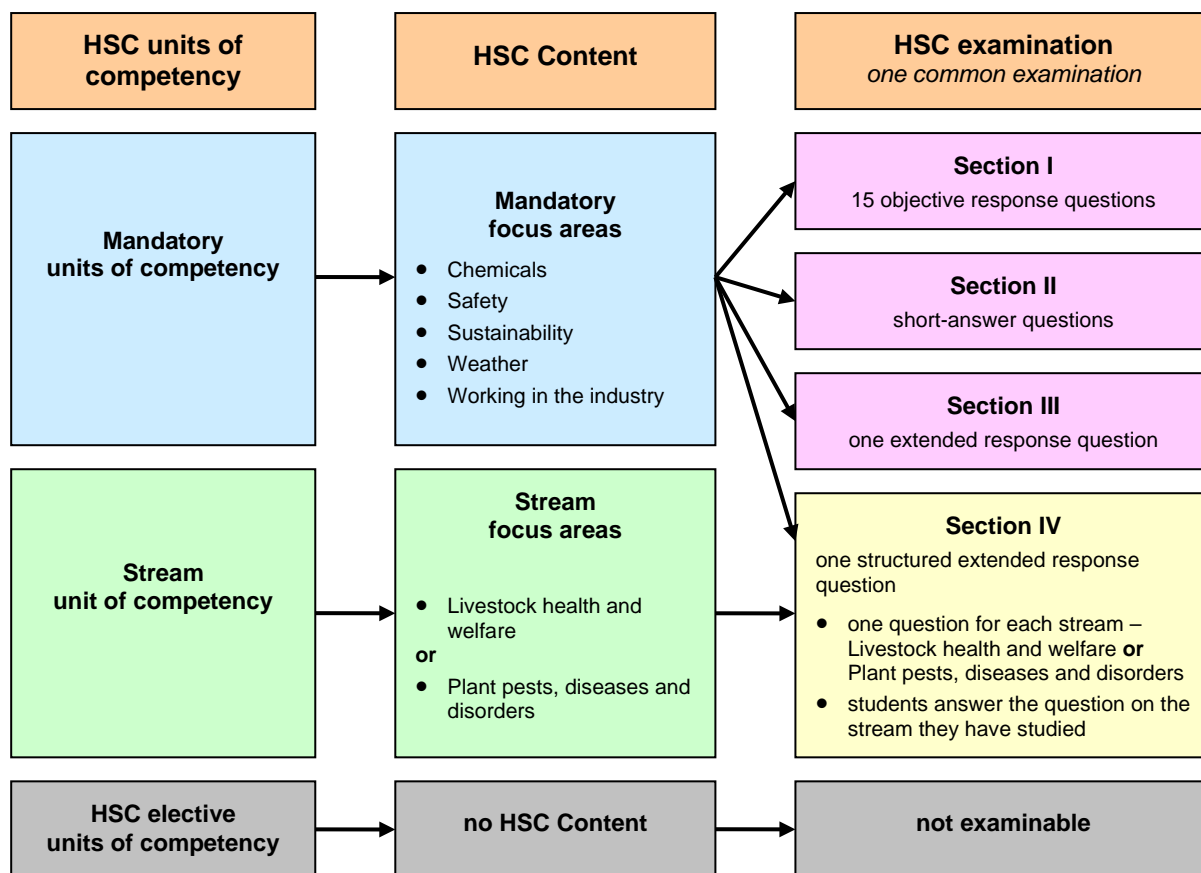 HSC units of
competency
HSC Content
HSC examination
one common examination
Mandatory
units of competency
Mandatory
focus areas
• Chemicals
• Safety
• Sustainability
• Weather
• Working in the industry
Section I
15 objective response questions
Section II
short-answer questions
Section III
one extended response question
Stream
unit of competency
Stream
focus areas
• Livestock health and
welfare
or
• Plant pests, diseases and
disorders
Section IV
one structured extended response
question
• one question for each stream –
Livestock health and welfare or
Plant pests, diseases and disorders
• students answer the question on the
stream they have studied
HSC elective
units of competency
no HSC Content
not examinable